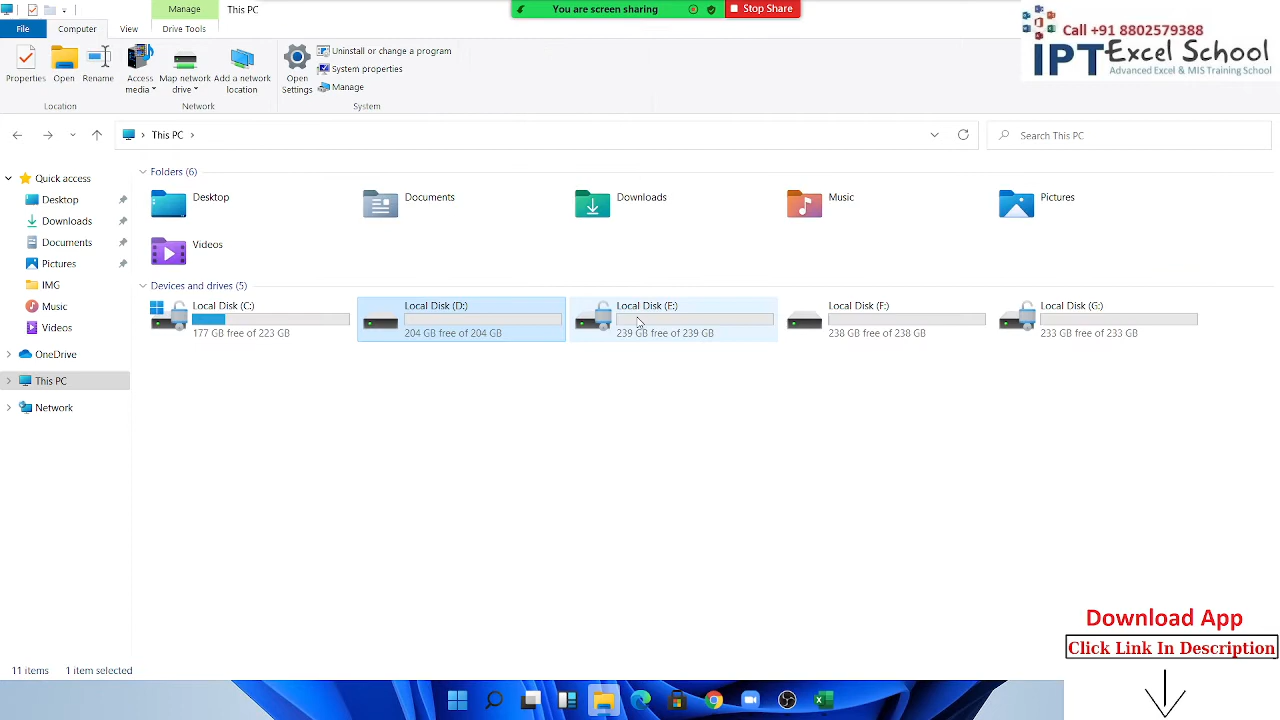 Manage
This PC
You are screen sharing
Stop Share
File
Computer
View
Drive Tools
Properties
Open
Rename
Access media
Map network drive
Add a network location
Open Settings
Uninstall or change a program
System properties
Manage
Location
Network
System
Call +91 8802579388
IPT Excel School
Advanced Excel & MIS Training School
This PC
Search This PC
Quick access
Desktop
Downloads
Documents
Pictures
IMG
Music
Videos
OneDrive
This PC
Network
Folders (6)
Desktop
Documents
Downloads
Music
Pictures
Videos
Devices and drives (5)
Local Disk (C:)
177 GB free of 223 GB
Local Disk (D:)
204 GB free of 204 GB
Local Disk (E:)
239 GB free of 239 GB
Local Disk (F:)
238 GB free of 238 GB
Local Disk (G:)
233 GB free of 233 GB
11 items
1 item selected
Download App
Click Link In Description